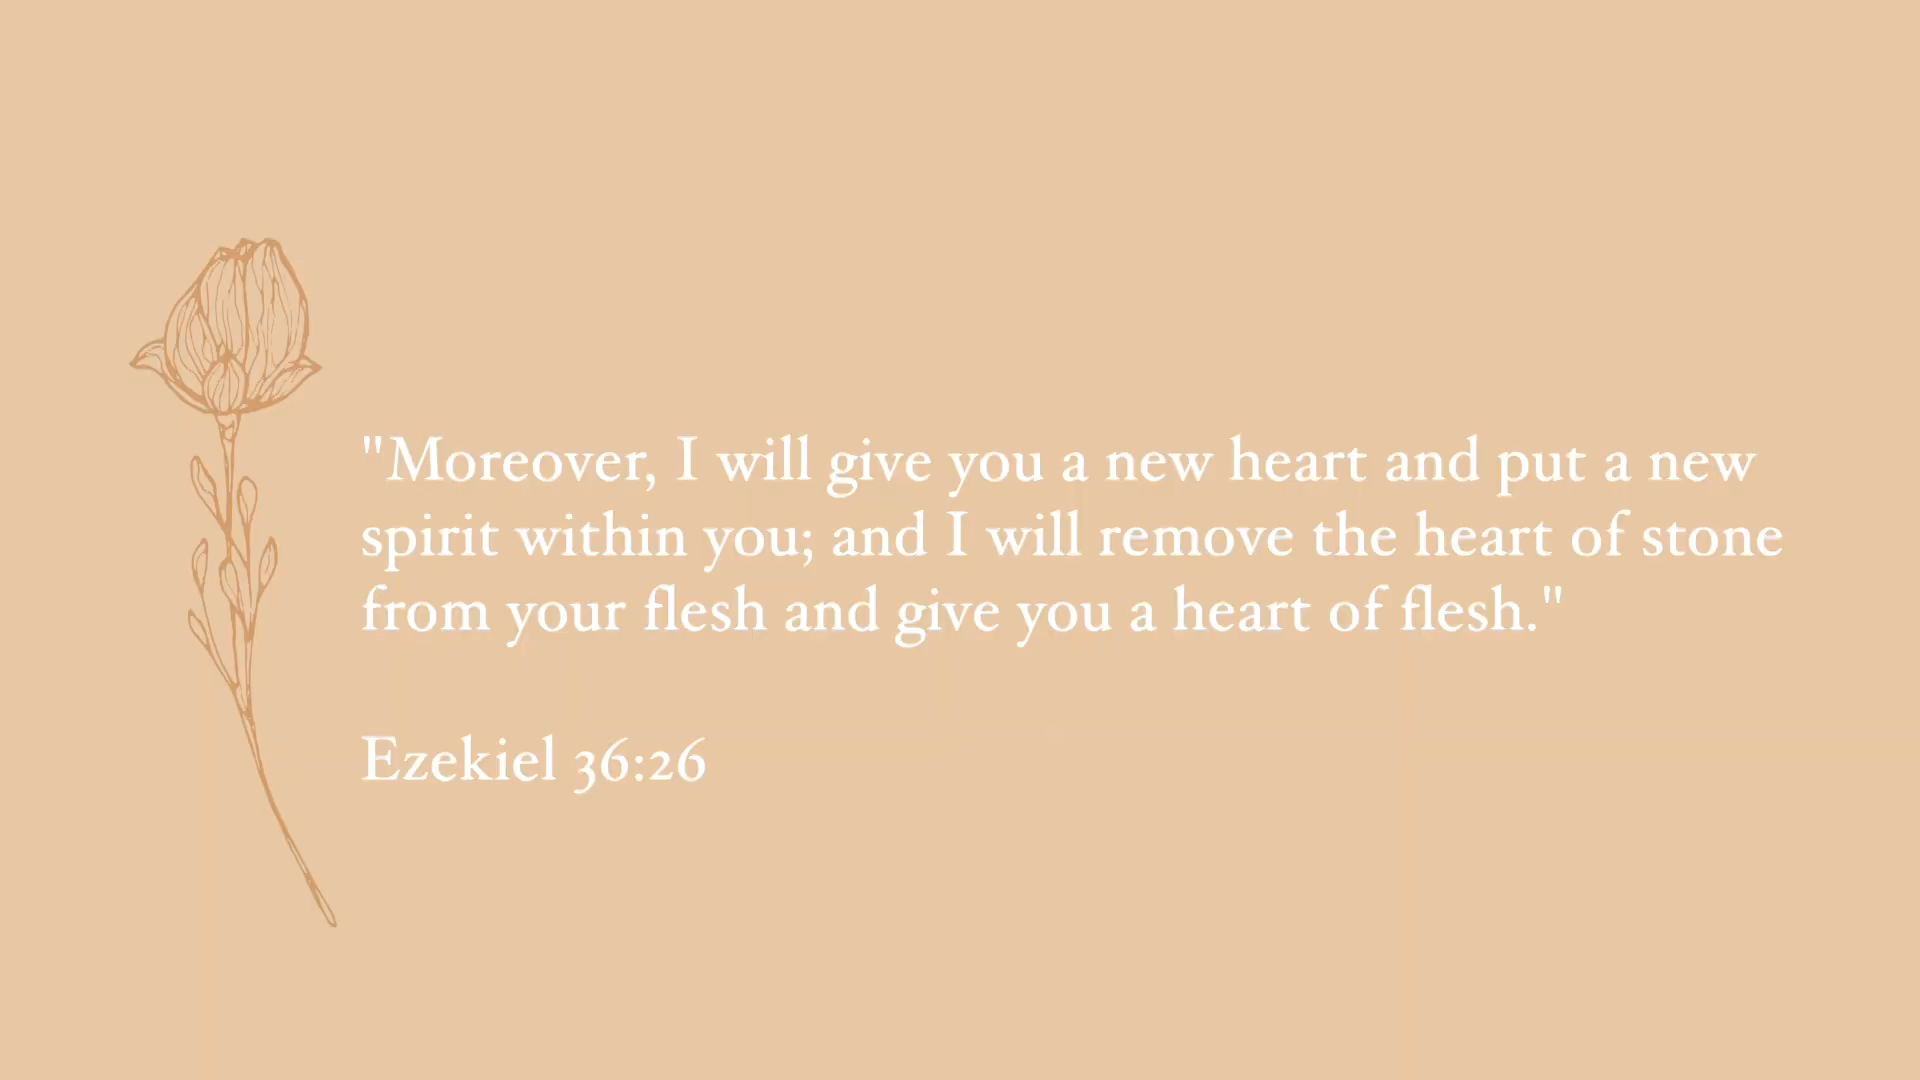 "Moreover, I will give you a new heart and put a new
spirit within you; and I will remove the heart of stone
from your flesh and give you a heart of flesh."
Ezekiel 36:26